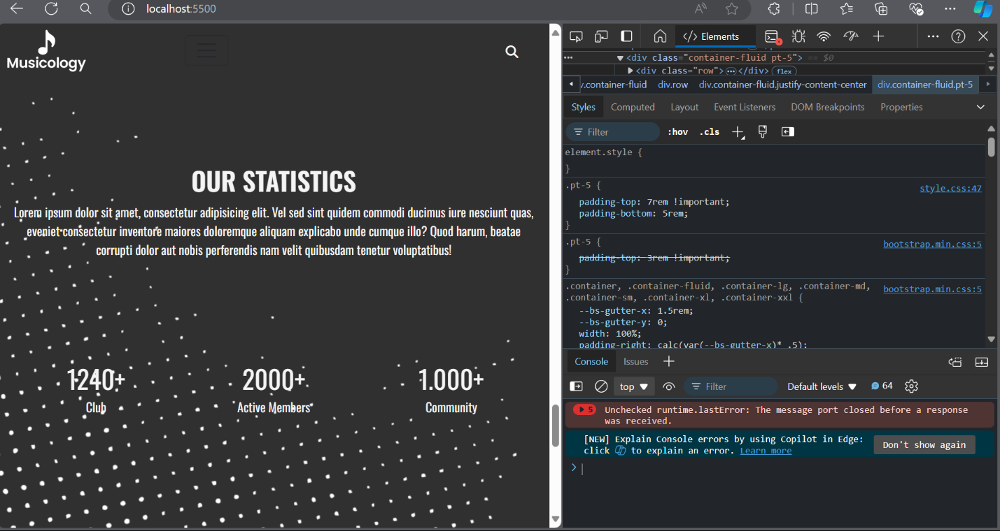 localhost:5500
Musicology
OUR STATISTICS
Lorem ipsum dolor sit amet, consectetur adipisicing elit. Vel sed sint quidem commodi ducimus iure nesciunt quas,
eveniet consectetur inventore maiores doloremque aliquam explicabo unde cumque illo? Quod harum, beatae
corrupti dolor aut nobis perferendis nam velit quibusdam tenetur voluptatibus!
1240+ 2000+ 1.000+
Club Active Members Community
</> Elements
<div class="container-fluid pt-5"> == $0
<div class="row"> ••• </div> flex
v.container-fluid div.row div.container-fluid.justify-content-center div.container-fluid.pt-5
Styles Computed Layout Event Listeners DOM Breakpoints Properties
Filter :hov .cls
element.style {
}
.pt-5 { style.css:47
padding-top: 7rem !important;
padding-bottom: 5rem;
}
.pt-5 { bootstrap.min.css:5
padding-top: 3rem !important;
}
.container, .container-fluid, .container-lg, .container-md, bootstrap.min.css:5
.container-sm, .container-xl, .container-xxl {
--bs-gutter-x: 1.5rem;
--bs-gutter-y: 0;
width: 100%;
padding-right: calc(var(--bs-gutter-x)* .5);
Console Issues
top Filter Default levels 64
5 Unchecked runtime.lastError: The message port closed before a response
was received.
[NEW] Explain Console errors by using Copilot in Edge:
click to explain an error. Learn more
Don't show again